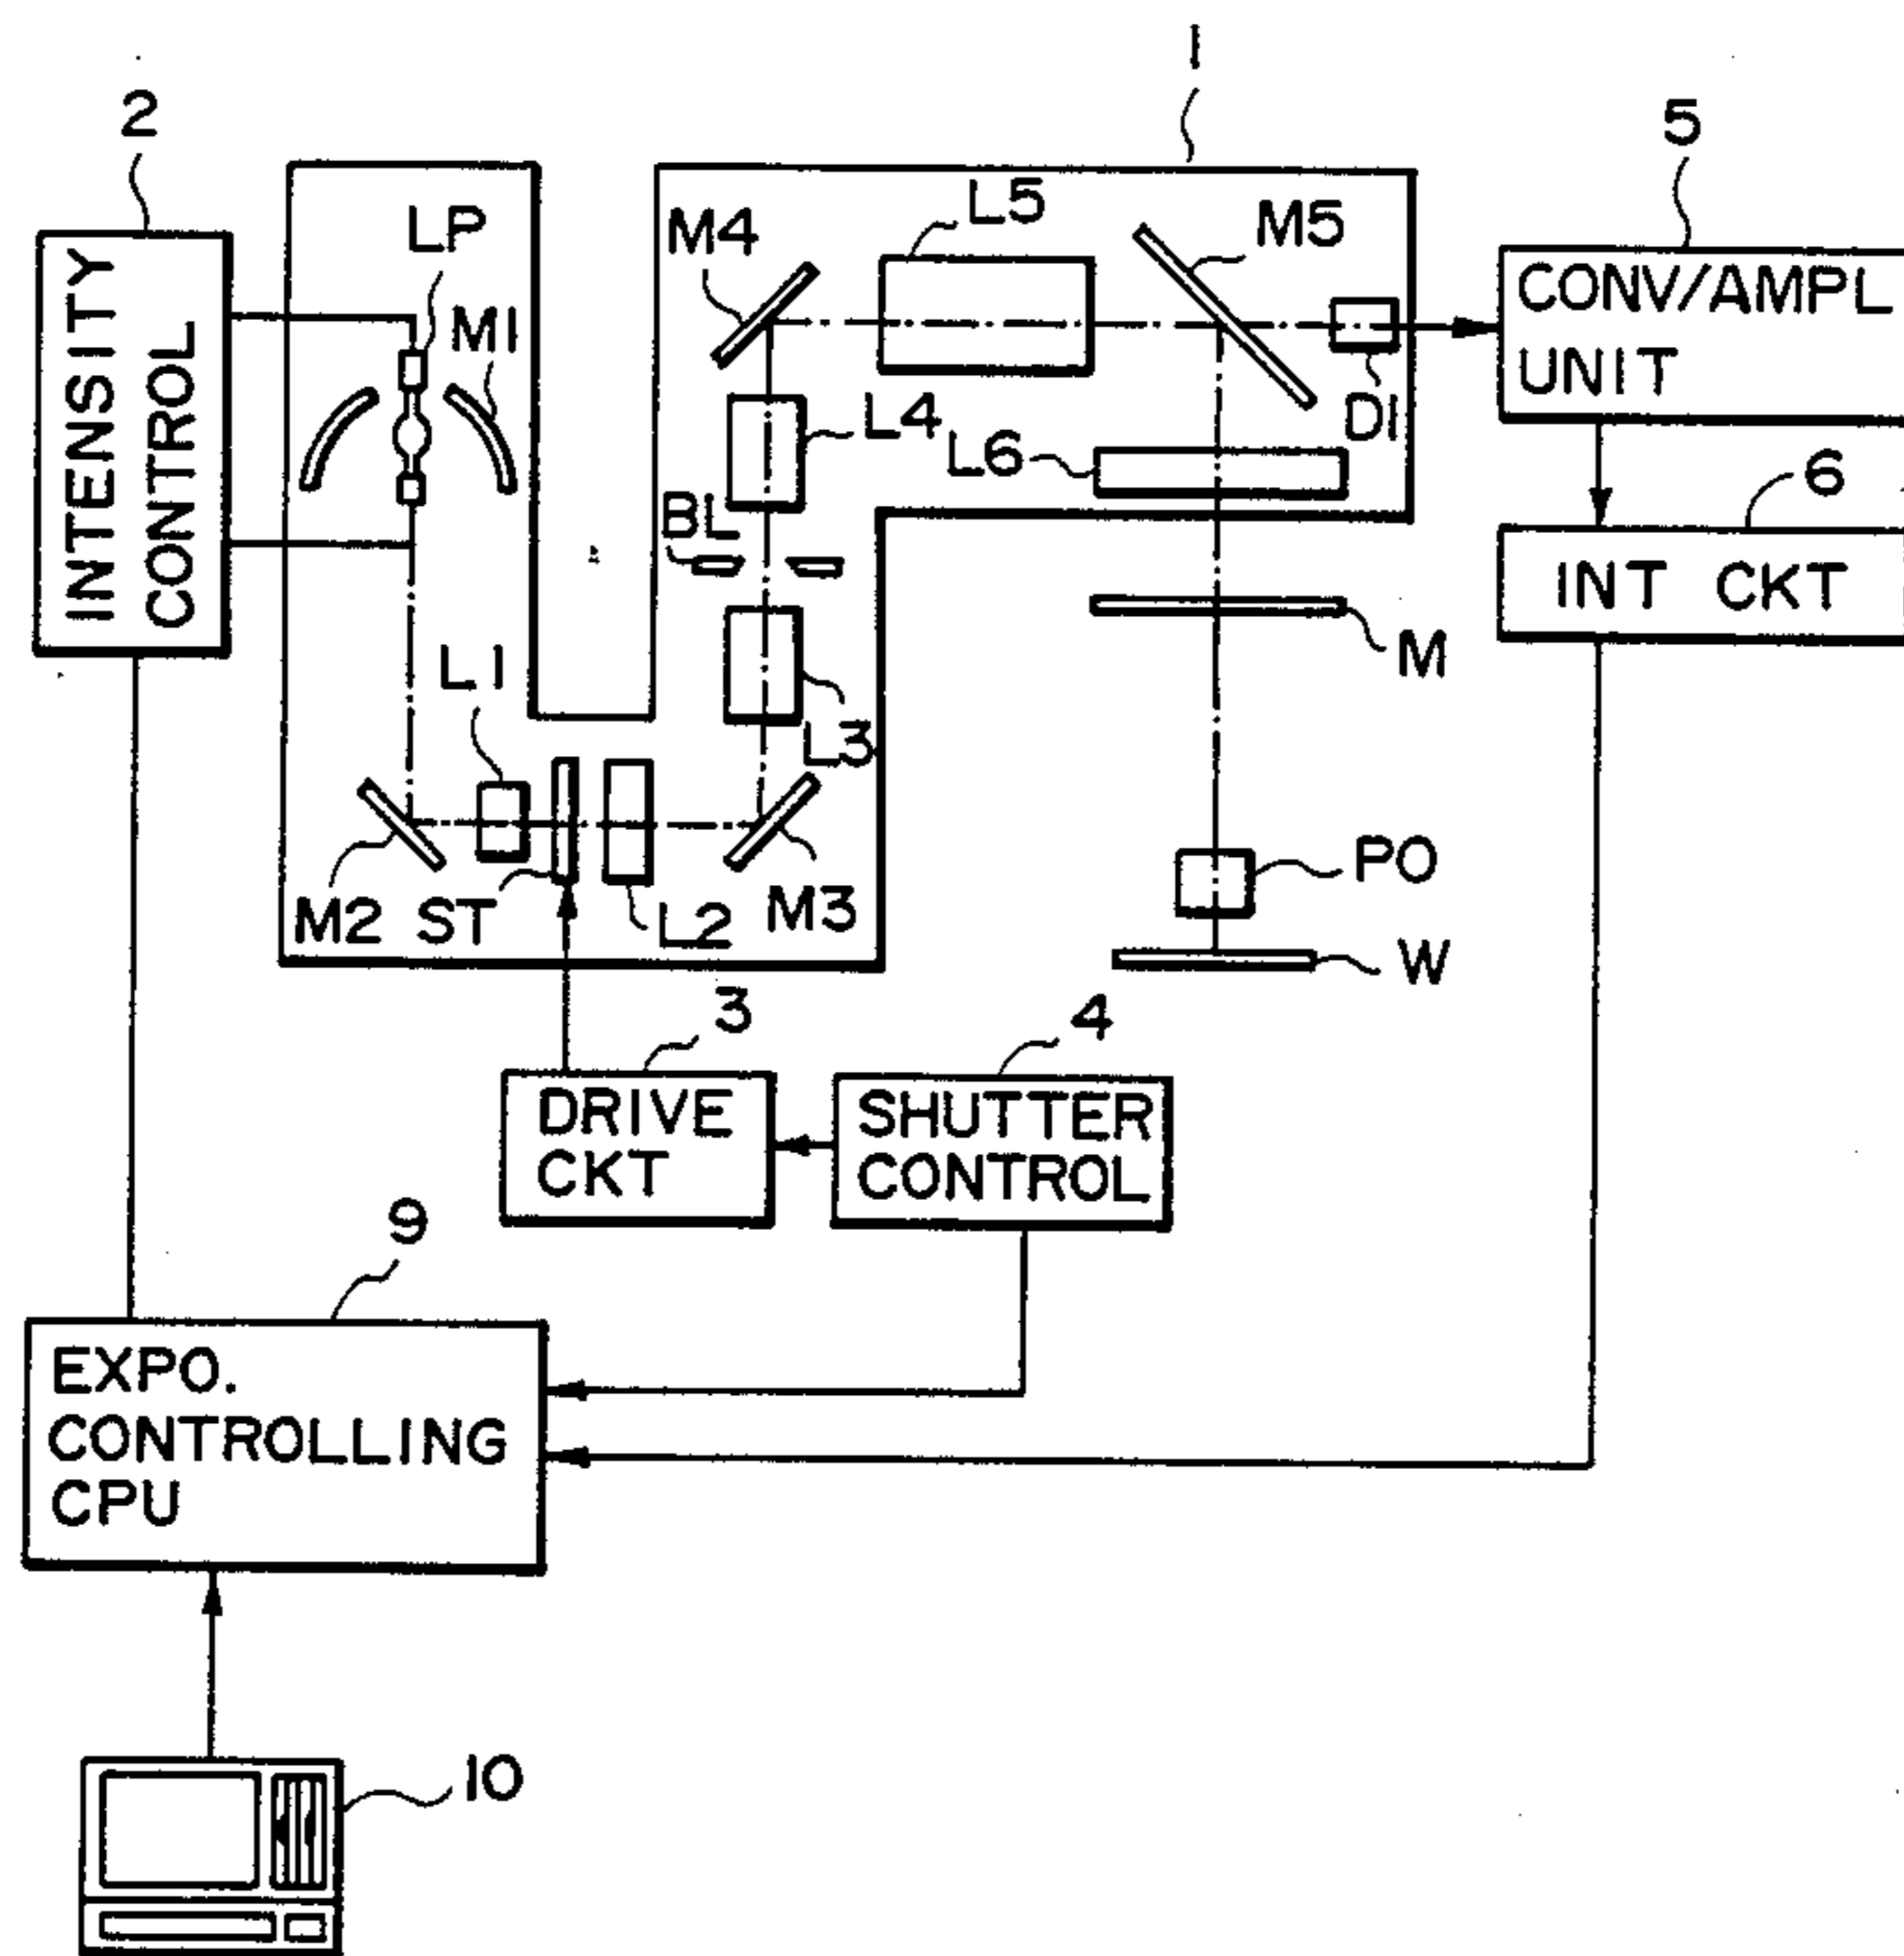 1
2
5
LP
M4
L5
M5
INTENSITY
CONTROL
M1
CONV/AMPL
UNIT
L4
D1
L6
6
BL
INT CKT
L1
M
L3
PO
M2
ST
L2
M3
W
3
4
DRIVE
CKT
SHUTTER
CONTROL
9
EXPO.
CONTROLLING
CPU
10